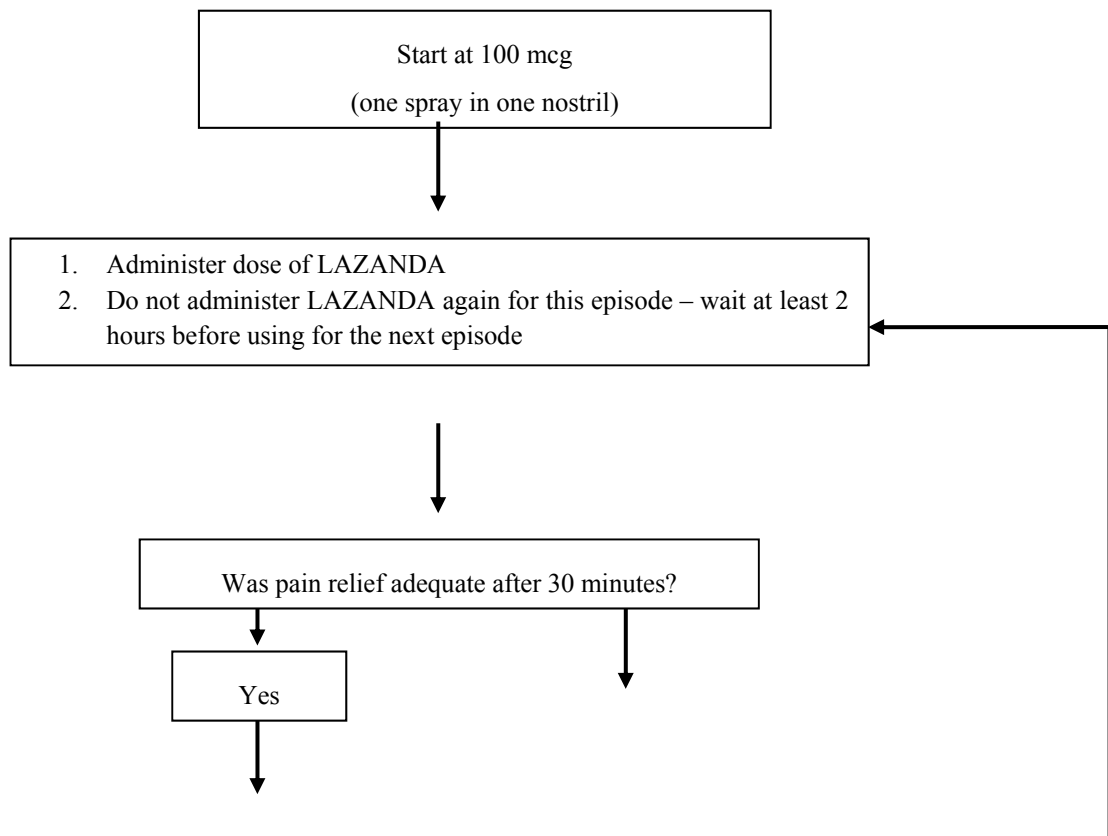 Start at 100 mcg
(one spray in one nostril)
1. Administer dose of LAZANDA
2. Do not administer LAZANDA again for this episode – wait at least 2
hours before using for the next episode
Was pain relief adequate after 30 minutes?
Yes